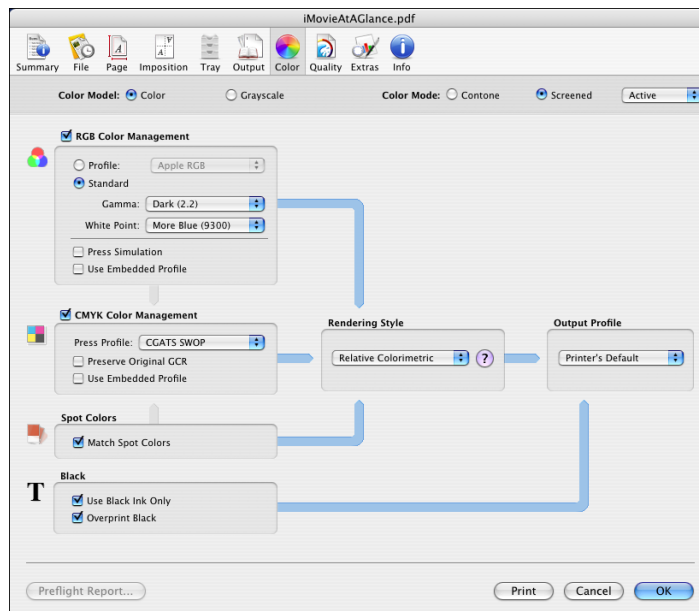 iMovieAtAGlance.pdf
Summary File Page Imposition Tray Output Color Quality Extras Info
Color Model: Color Grayscale Color Mode: Contone Screened Active
RGB Color Management
Profile: Apple RGB
Standard
Gamma: Dark (2.2)
White Point: More Blue (9300)
Press Simulation
Use Embedded Profile
CMYK Color Management
Press Profile: CGATS SWOP
Preserve Original GCR
Use Embedded Profile
Rendering Style
Relative Colorimetric ?
Output Profile
Printer's Default
Spot Colors
Match Spot Colors
Black
T
Use Black Ink Only
Overprint Black
Preflight Report... Print Cancel OK